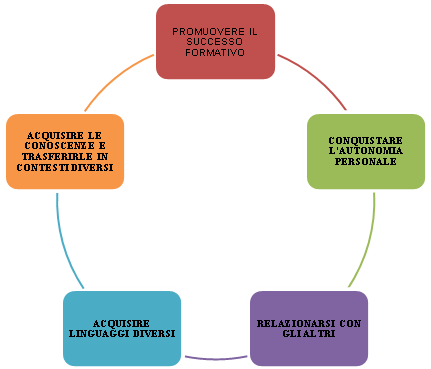 PROMUOVERE IL
SUCCESSO
FORMATIVO
CONQUISTARE
L'AUTONOMIA
PERSONALE
RELAZIONARSI CON
GLI ALTRI
ACQUISIRE
LINGUAGGI DIVERSI
ACQUISIRE LE
CONOSCENZE E
TRASFERIRLE IN
CONTESTI DIVERSI